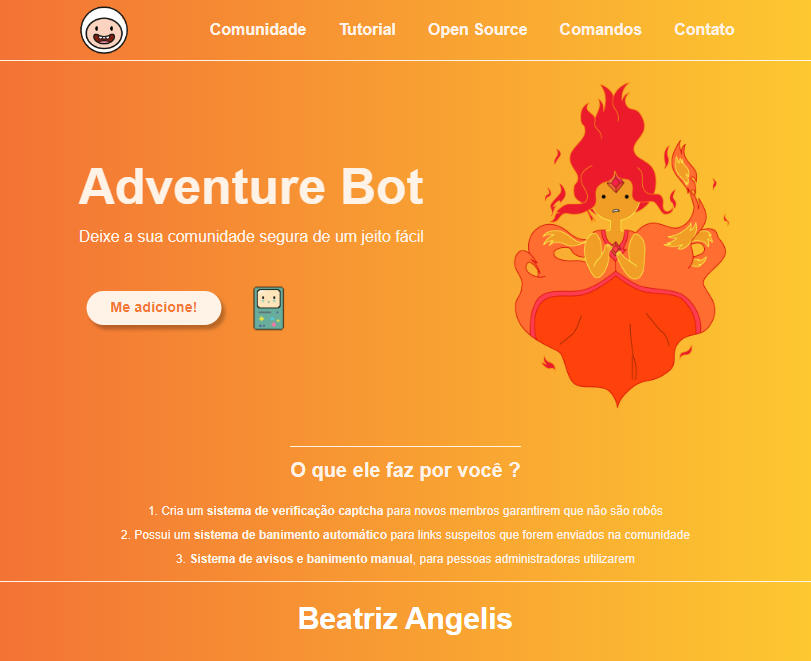 Comunidade Tutorial Open Source Comandos Contato
Adventure Bot
Deixe a sua comunidade segura de um jeito fácil
Me adicione!
O que ele faz por você ?
1. Cria um sistema de verificação captcha para novos membros garantirem que não são robôs
2. Possui um sistema de banimento automático para links suspeitos que forem enviados na comunidade
3. Sistema de avisos e banimento manual, para pessoas administradoras utilizarem
Beatriz Angelis